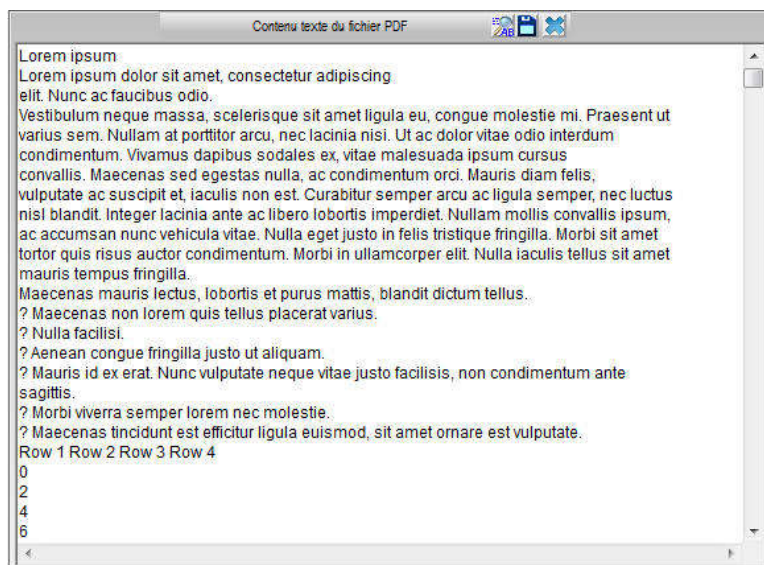 Contenu texte du fichier PDF
AB
Lorem ipsum
Lorem ipsum dolor sit amet, consectetur adipiscing
elit. Nunc ac faucibus odio.
Vestibulum neque massa, scelerisque sit amet ligula eu, congue molestie mi. Praesent ut
varius sem. Nullam at porttitor arcu, nec lacinia nisi. Ut ac dolor vitae odio interdum
condimentum. Vivamus dapibus sodales ex, vitae malesuada ipsum cursus
convallis. Maecenas sed egestas nulla, ac condimentum orci. Mauris diam felis,
vulputate ac suscipit et, iaculis non est. Curabitur semper arcu ac ligula semper, nec luctus
nisl blandit. Integer lacinia ante ac libero lobortis imperdiet. Nullam mollis convallis ipsum,
ac accumsan nunc vehicula vitae. Nulla eget justo in felis tristique fringilla. Morbi sit amet
tortor quis risus auctor condimentum. Morbi in ullamcorper elit. Nulla iaculis tellus sit amet
mauris tempus fringilla.
Maecenas mauris lectus, lobortis et purus mattis, blandit dictum tellus.
? Maecenas non lorem quis tellus placerat varius.
? Nulla facilisi.
? Aenean congue fringilla justo ut aliquam.
? Mauris id ex erat. Nunc vulputate neque vitae justo facilisis, non condimentum ante
sagittis.
? Morbi viverra semper lorem nec molestie.
? Maecenas tincidunt est efficitur ligula euismod, sit amet ornare est vulputate.
Row 1 Row 2 Row 3 Row 4
0
2
4
6